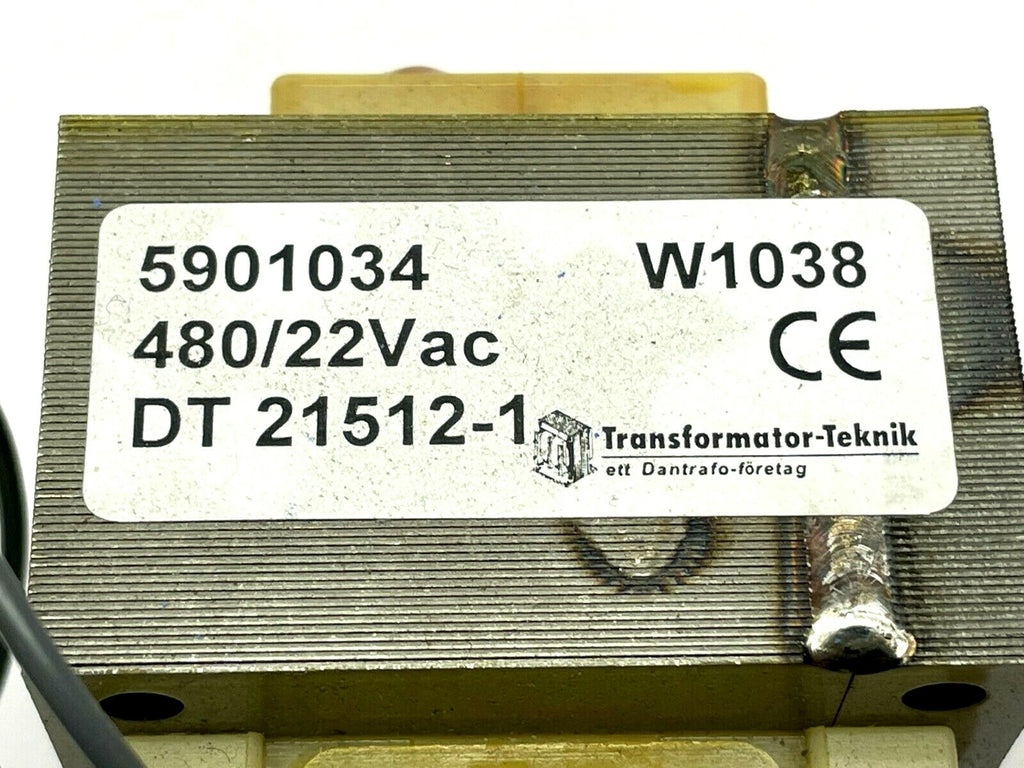 5901034 W1038
480/22Vac CE
DT 21512-1
Transformator-Teknik
ett Dantrafo-företag